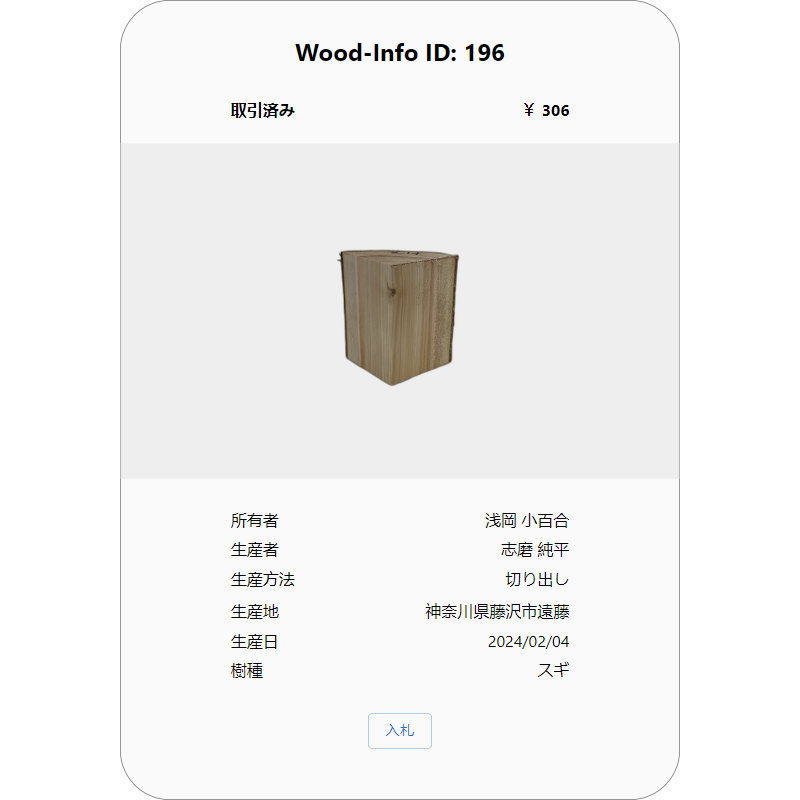 Wood-Info ID: 196
取引済み ¥ 306
所有者 浅岡 小百合
生産者 志磨 純平
生産方法 切り出し
生産地 神奈川県藤沢市遠藤
生産日 2024/02/04
樹種 スギ
入札